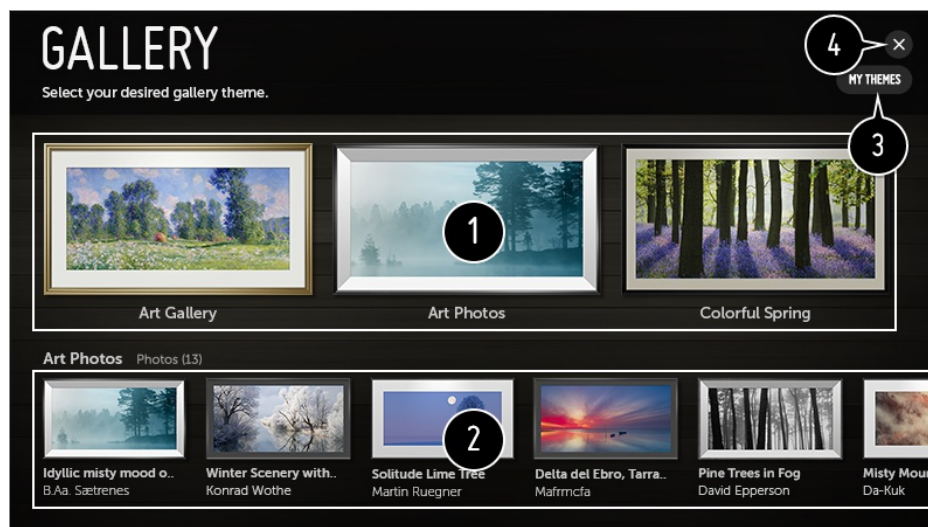 GALLERY
Select your desired gallery theme.
4
MY THEMES
3
1
Art Gallery
Art Photos
Colorful Spring
Art Photos Photos (13)
2
Idyllic misty mood o..
Winter Scenery with..
Solitude Lime Tree
Delta del Ebro, Tarra..
Pine Trees in Fog
Misty Mour
B.Aa. Sætrenes
Konrad Wothe
Martin Ruegner
Mafrmcfa
David Epperson
Da-Kuk